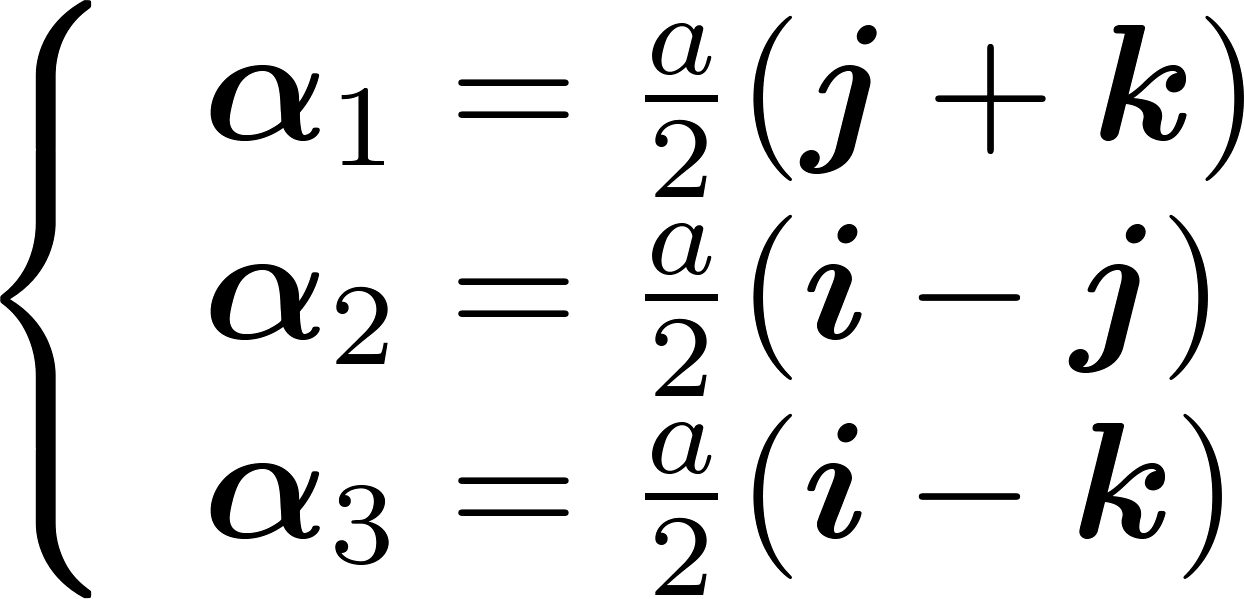 𝜶₁ = a/2 (𝒋 + 𝒌)
𝜶₂ = a/2 (𝒊 − 𝒋)
𝜶₃ = a/2 (𝒊 − 𝒌)